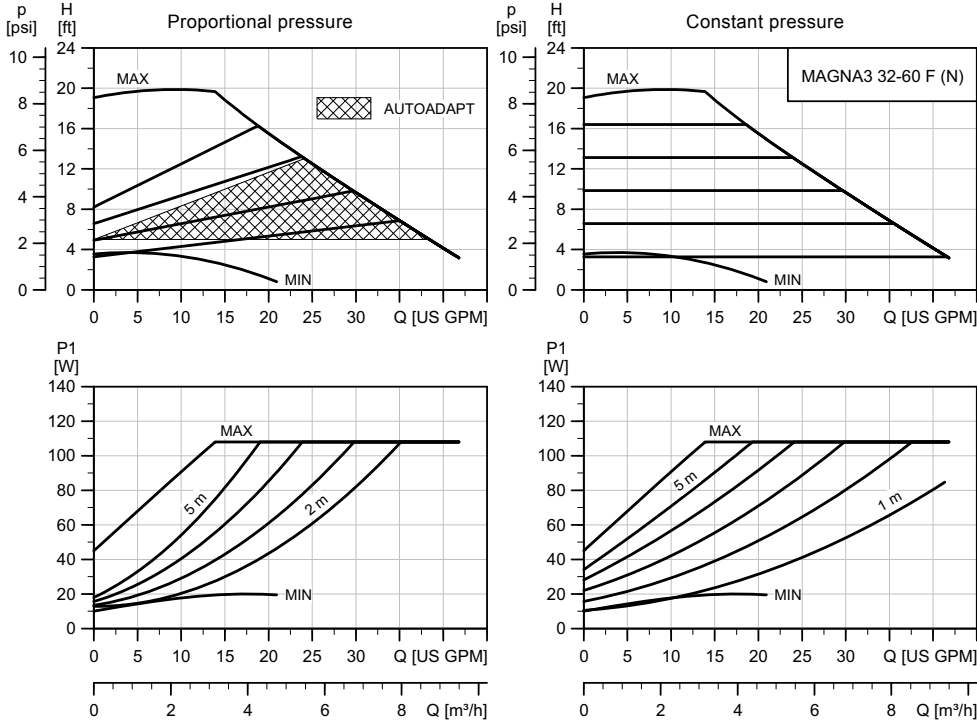 p H Proportional pressure
[psi] [ft]
24
10
20
MAX
8
AUTOADAPT
16
6
12
4
8
2
4
MIN
0 0
0 5 10 15 20 25 30 Q [US GPM]
p H Constant pressure
[psi] [ft]
24
10
20
MAX
MAGNA3 32-60 F (N)
8
16
6
12
4
8
2
4
MIN
0 0
0 5 10 15 20 25 30 Q [US GPM]
P1
[W]
140
120
MAX
100
80
5 m
2 m
60
40
20
MIN
0
0 5 10 15 20 25 30 Q [US GPM]
0 2 4 6 8 Q [m³/h]
P1
[W]
140
120
MAX
100
80
5 m
1 m
60
40
20
MIN
0
0 5 10 15 20 25 30 Q [US GPM]
0 2 4 6 8 Q [m³/h]